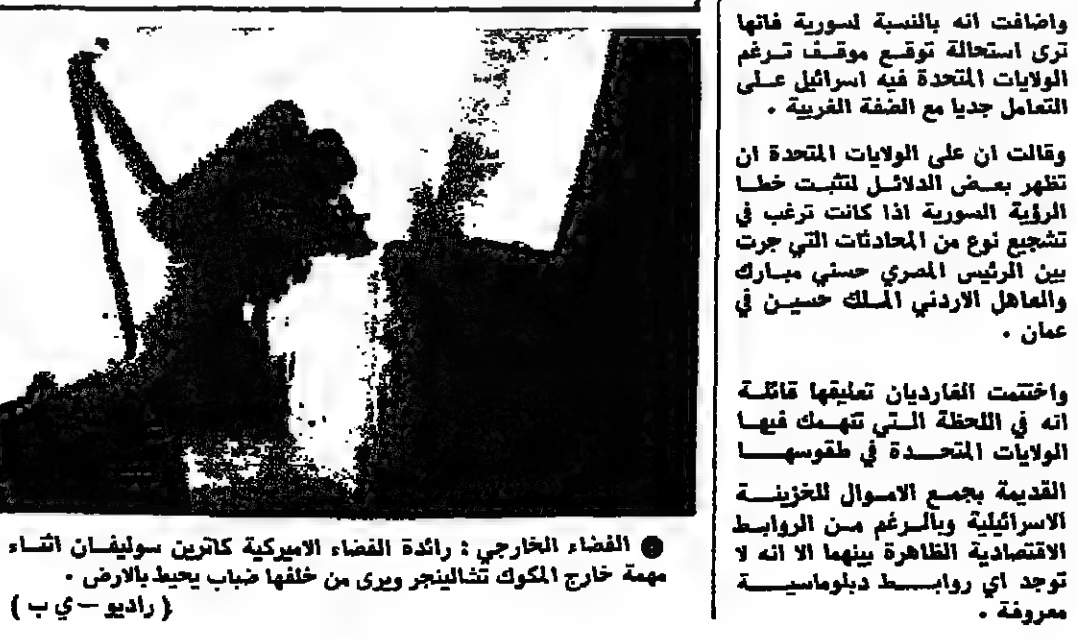 واضافت انه بالنسبة لسورية فانها
ترى استحالة توقع موقف ترغم
الولايات المتحدة فيه اسرائيل على
التعامل جديا مع الضفة الغربية .
وقالت ان على الولايات المتحدة ان
تظهر بعض الدلائل لتثبت خطا
الرؤية السورية اذا كانت ترغب في
تشجيع نوع من المحادثات التي جرت
بين الرئيس المصري حسني مبارك
والعاهل الاردني الملك حسين في
عمان .
واختتمت الغارديان تعليقها قائلة
انه في اللحظة التي تنهمك فيها
الولايات المتحدة في طقوسها
القديمة بجمع الاموال للخزينة
الاسرائيلية وبالرغم من الروابط
الاقتصادية الظاهرة بينهما الا انه لا
توجد اي روابط دبلوماسية
معروفة .
● الفضاء الخارجي : رائدة الفضاء الاميركية كاثرين سوليفان اثناء
مهمة خارج المكوك تشالينجر ويرى من خلفها ضباب يحيط بالارض .
( راديو — ي ب )